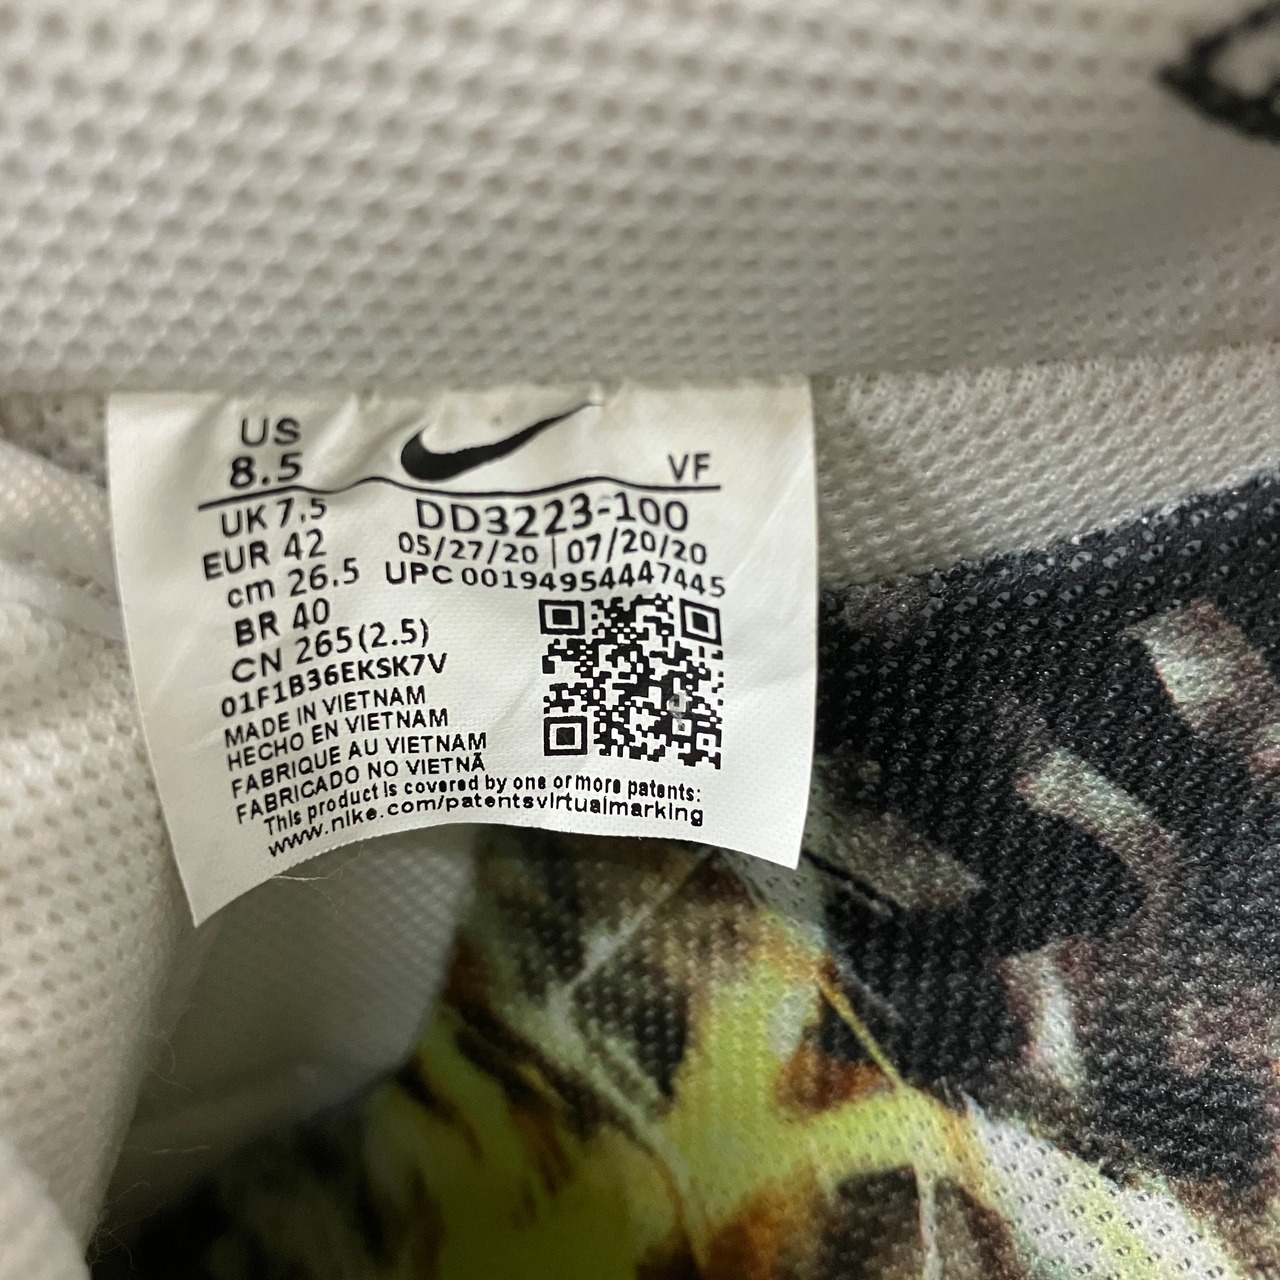 US
8.5
VF
UK 7.5
DD3223-100
EUR 42
05/27/20 | 07/20/20
cm 26.5
UPC 00194954447445
BR 40
CN 265(2.5)
01F1B36EKSK7V
MADE IN VIETNAM
HECHO EN VIETNAM
FABRIQUE AU VIETNAM
FABRICADO NO VIETNÃ
This product is covered by one or more patents:
www.nike.com/patentsvirtualmarking